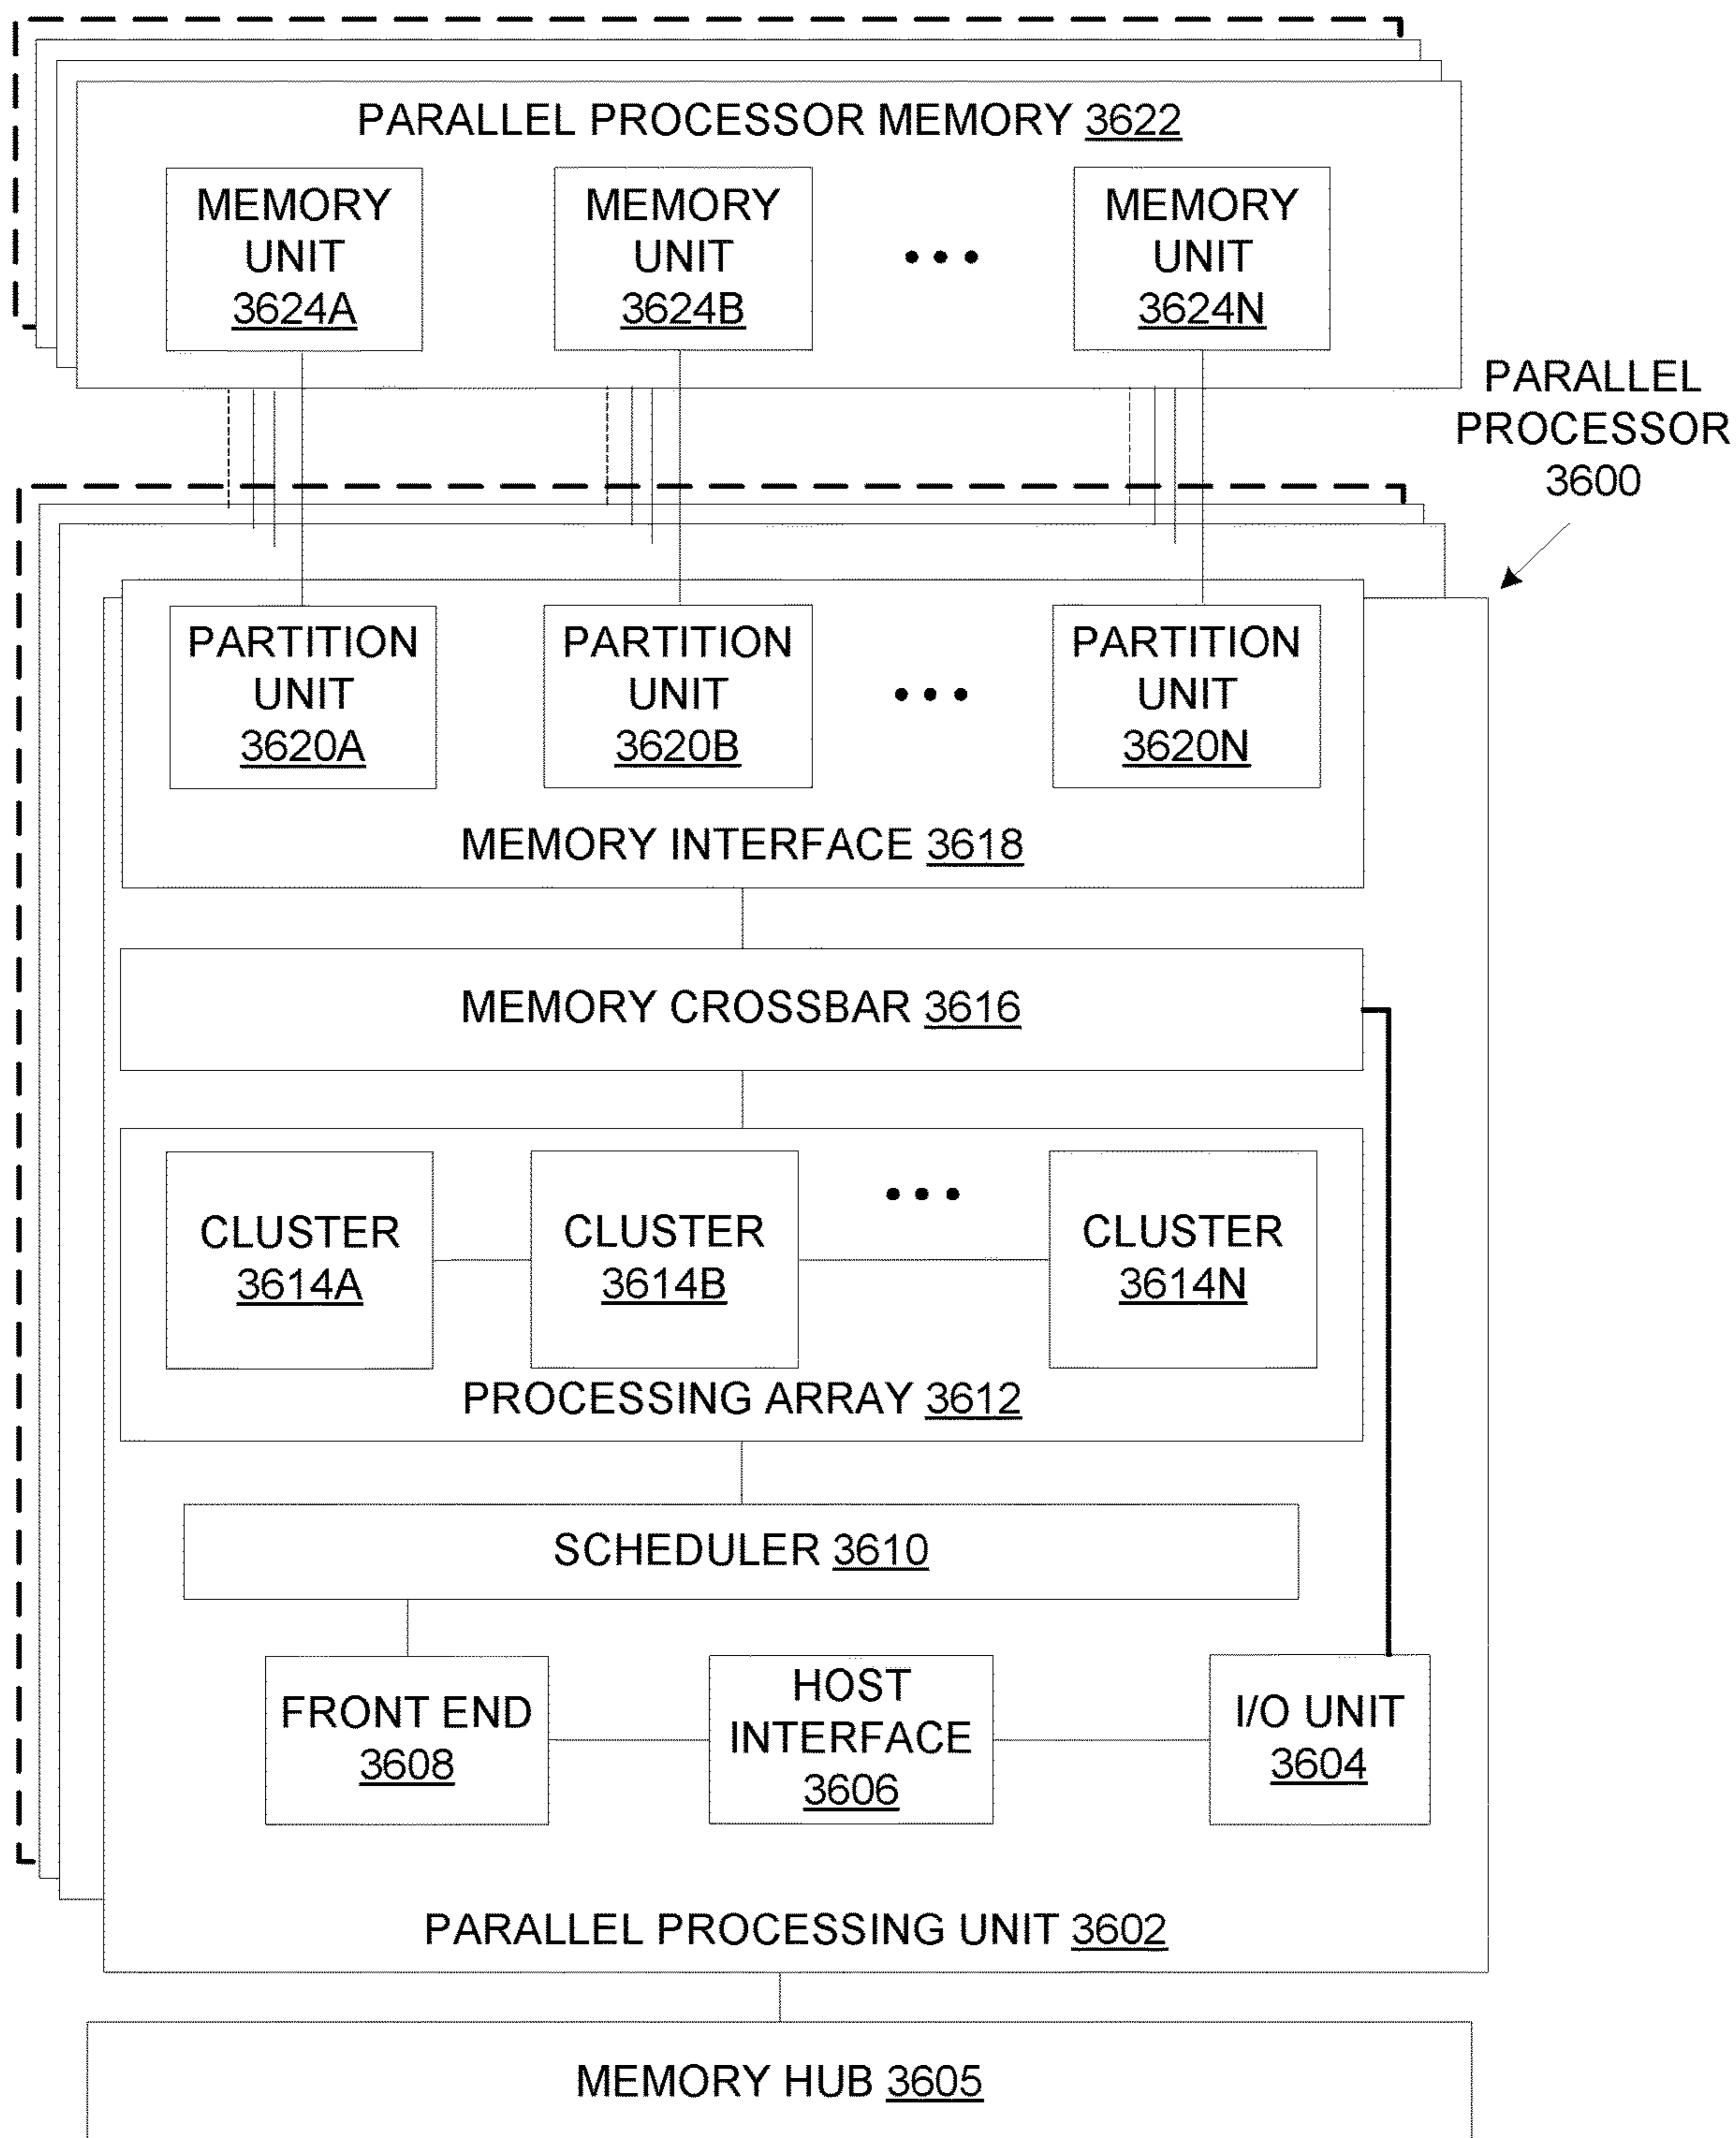 PARALLEL PROCESSOR MEMORY 3622
MEMORY
UNIT
3624A
MEMORY
UNIT
3624B
MEMORY
UNIT
3624N
PARALLEL
PROCESSOR
3600
PARTITION
UNIT
3620A
PARTITION
UNIT
3620B
PARTITION
UNIT
3620N
MEMORY INTERFACE 3618
MEMORY CROSSBAR 3616
CLUSTER
3614A
CLUSTER
3614B
CLUSTER
3614N
PROCESSING ARRAY 3612
SCHEDULER 3610
FRONT END
3608
HOST
INTERFACE
3606
I/O UNIT
3604
PARALLEL PROCESSING UNIT 3602
MEMORY HUB 3605